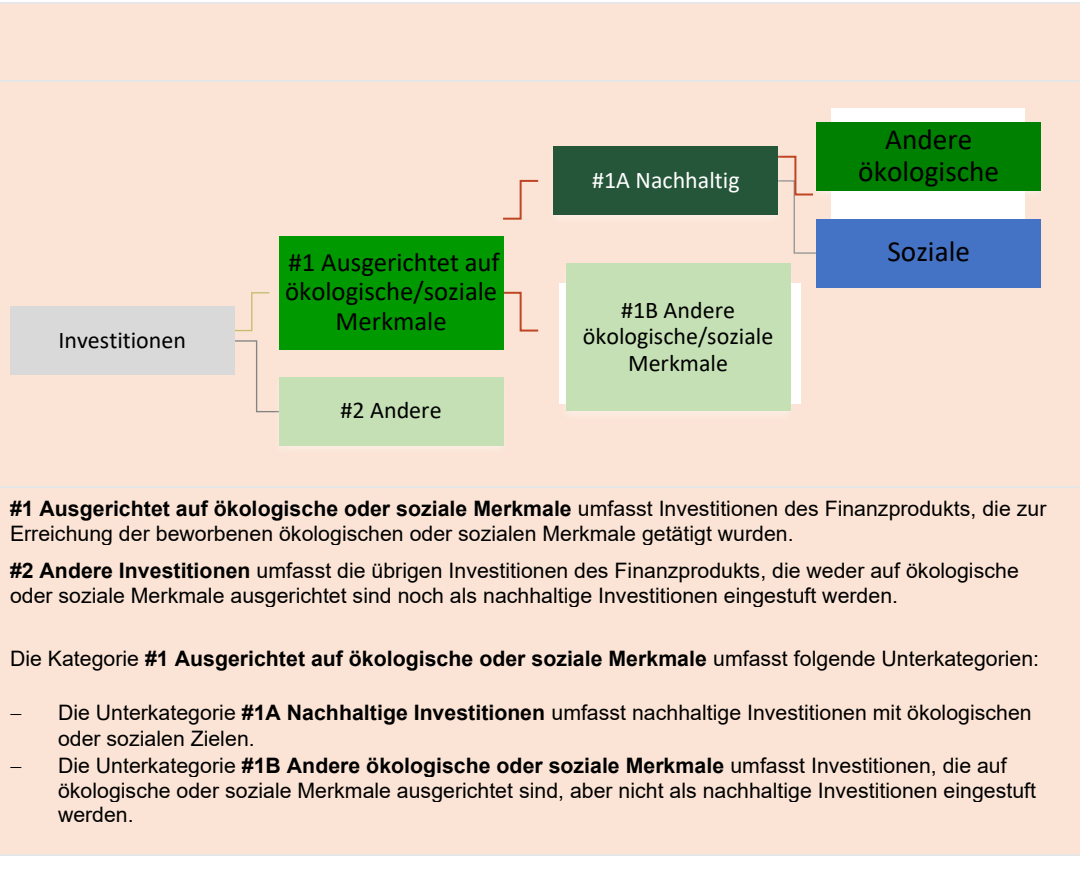 Andere
ökologische
#1A Nachhaltig
Soziale
#1 Ausgerichtet auf
ökologische/soziale
Merkmale
#1B Andere
ökologische/soziale
Merkmale
Investitionen
#2 Andere
#1 Ausgerichtet auf ökologische oder soziale Merkmale umfasst Investitionen des Finanzprodukts, die zur
Erreichung der beworbenen ökologischen oder sozialen Merkmale getätigt wurden.
#2 Andere Investitionen umfasst die übrigen Investitionen des Finanzprodukts, die weder auf ökologische
oder soziale Merkmale ausgerichtet sind noch als nachhaltige Investitionen eingestuft werden.
Die Kategorie #1 Ausgerichtet auf ökologische oder soziale Merkmale umfasst folgende Unterkategorien:
– Die Unterkategorie #1A Nachhaltige Investitionen umfasst nachhaltige Investitionen mit ökologischen
oder sozialen Zielen.
– Die Unterkategorie #1B Andere ökologische oder soziale Merkmale umfasst Investitionen, die auf
ökologische oder soziale Merkmale ausgerichtet sind, aber nicht als nachhaltige Investitionen eingestuft
werden.